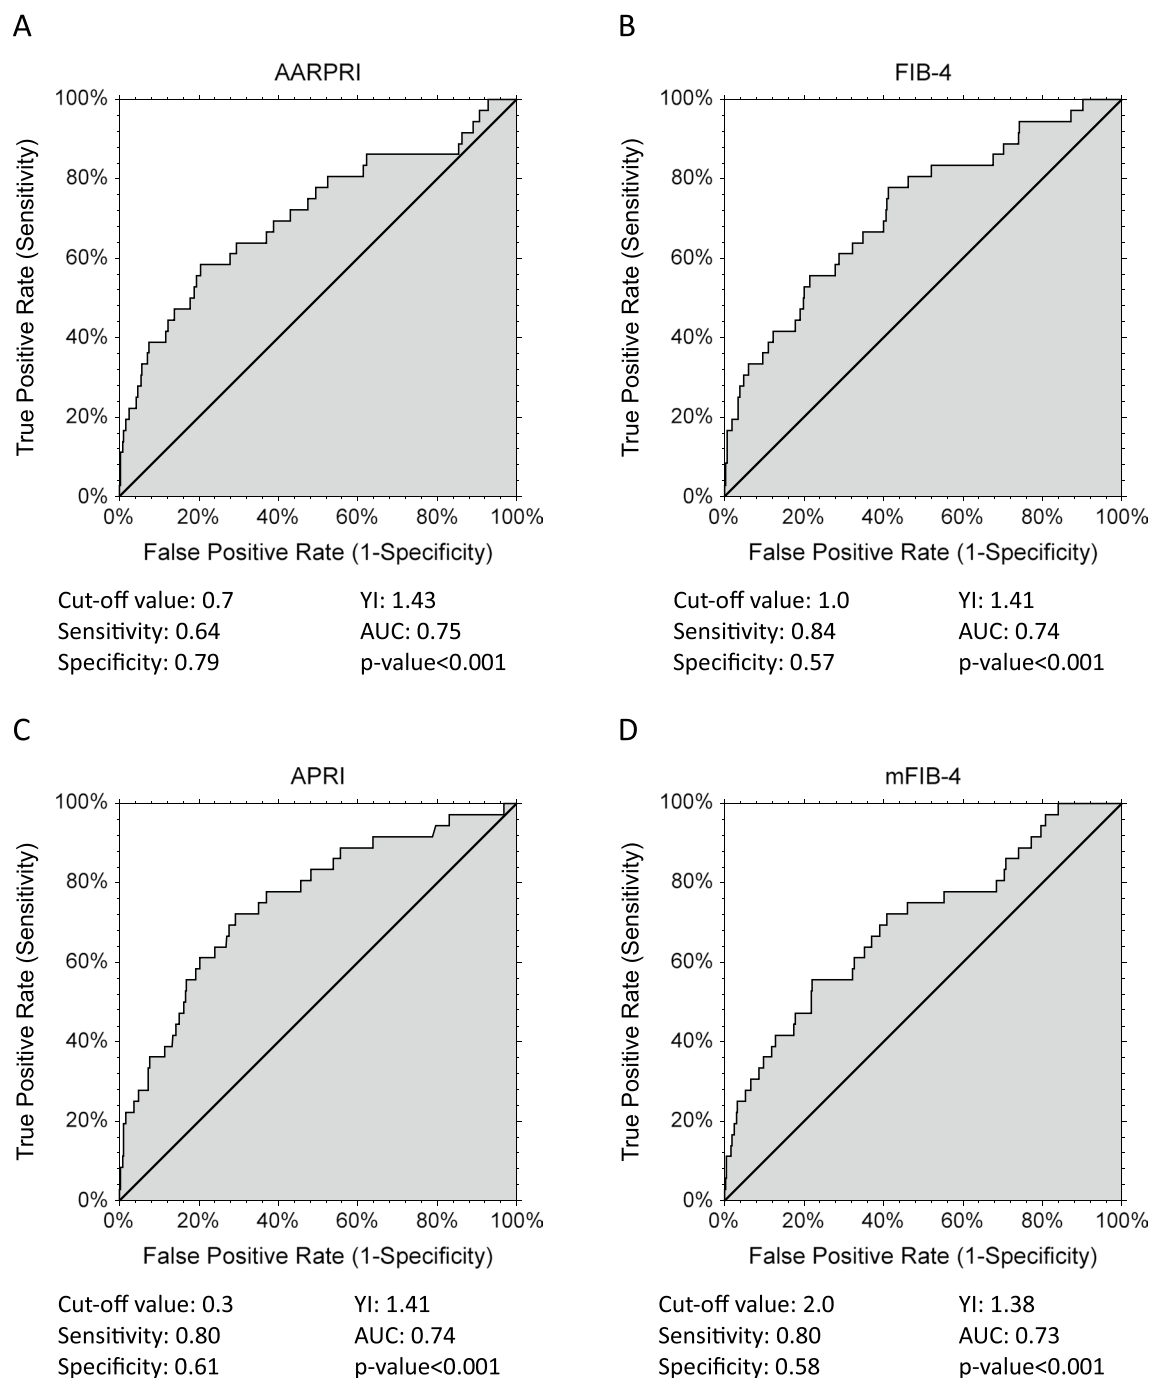 A
AARPRI
100%
80%
60%
40%
20%
0%
True Positive Rate (Sensitivity)
0% 20% 40% 60% 80% 100%
False Positive Rate (1-Specificity)
Cut-off value: 0.7 YI: 1.43
Sensitivity: 0.64 AUC: 0.75
Specificity: 0.79 p-value<0.001
B
FIB-4
100%
80%
60%
40%
20%
0%
True Positive Rate (Sensitivity)
0% 20% 40% 60% 80% 100%
False Positive Rate (1-Specificity)
Cut-off value: 1.0 YI: 1.41
Sensitivity: 0.84 AUC: 0.74
Specificity: 0.57 p-value<0.001
C
APRI
100%
80%
60%
40%
20%
0%
True Positive Rate (Sensitivity)
0% 20% 40% 60% 80% 100%
False Positive Rate (1-Specificity)
Cut-off value: 0.3 YI: 1.41
Sensitivity: 0.80 AUC: 0.74
Specificity: 0.61 p-value<0.001
D
mFIB-4
100%
80%
60%
40%
20%
0%
True Positive Rate (Sensitivity)
0% 20% 40% 60% 80% 100%
False Positive Rate (1-Specificity)
Cut-off value: 2.0 YI: 1.38
Sensitivity: 0.80 AUC: 0.73
Specificity: 0.58 p-value<0.001